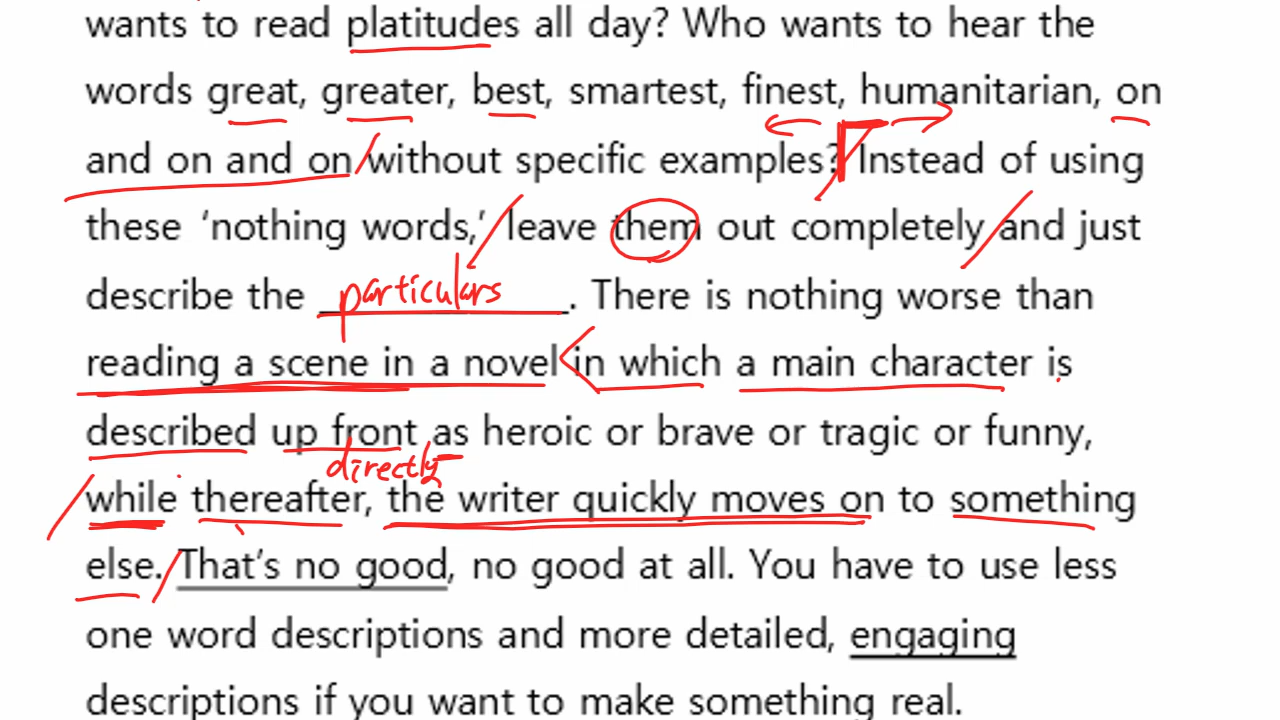 wants to read platitudes all day? Who wants to hear the
words great, greater, best, smartest, finest, humanitarian, on
and on and on without specific examples? Instead of using
these ‘nothing words,’ leave them out completely and just
describe the particulars. There is nothing worse than
reading a scene in a novel in which a main character is
described up front as heroic or brave or tragic or funny,
directly
while thereafter, the writer quickly moves on to something
else. That’s no good, no good at all. You have to use less
one word descriptions and more detailed, engaging
descriptions if you want to make something real.